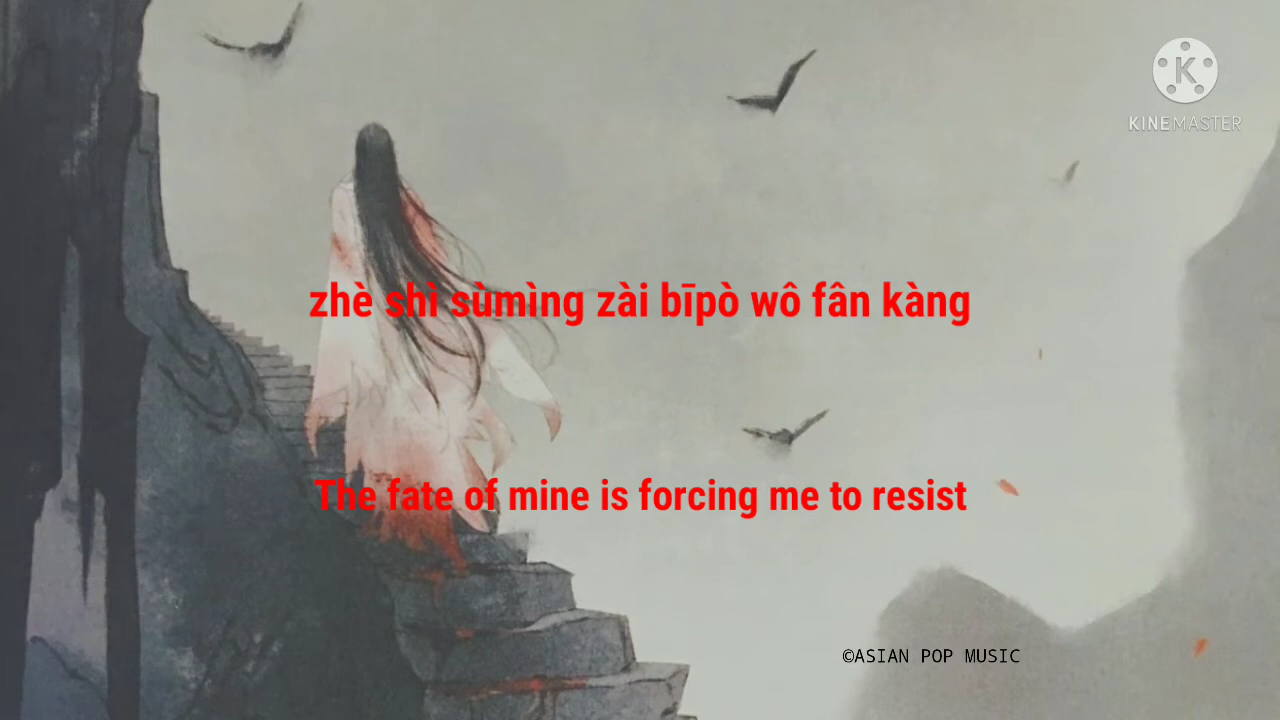 KINEMASTER
zhè shì sùmìng zài bīpò wô fân kàng
The fate of mine is forcing me to resist
©ASIAN POP MUSIC